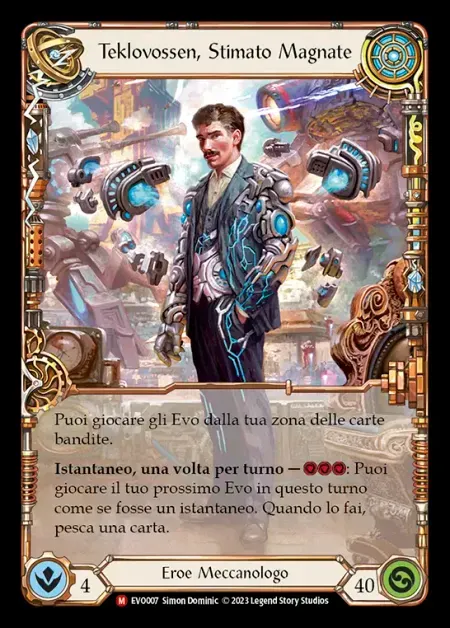 Teklovossen, Stimato Magnate
Puoi giocare gli Evo dalla tua zona delle carte
bandite.
Istantaneo, una volta per turno — : Puoi
giocare il tuo prossimo Evo in questo turno
come se fosse un istantaneo. Quando lo fai,
pesca una carta.
4
Eroe Meccanologo
40
M EVO007 Simon Dominic © 2023 Legend Story Studios